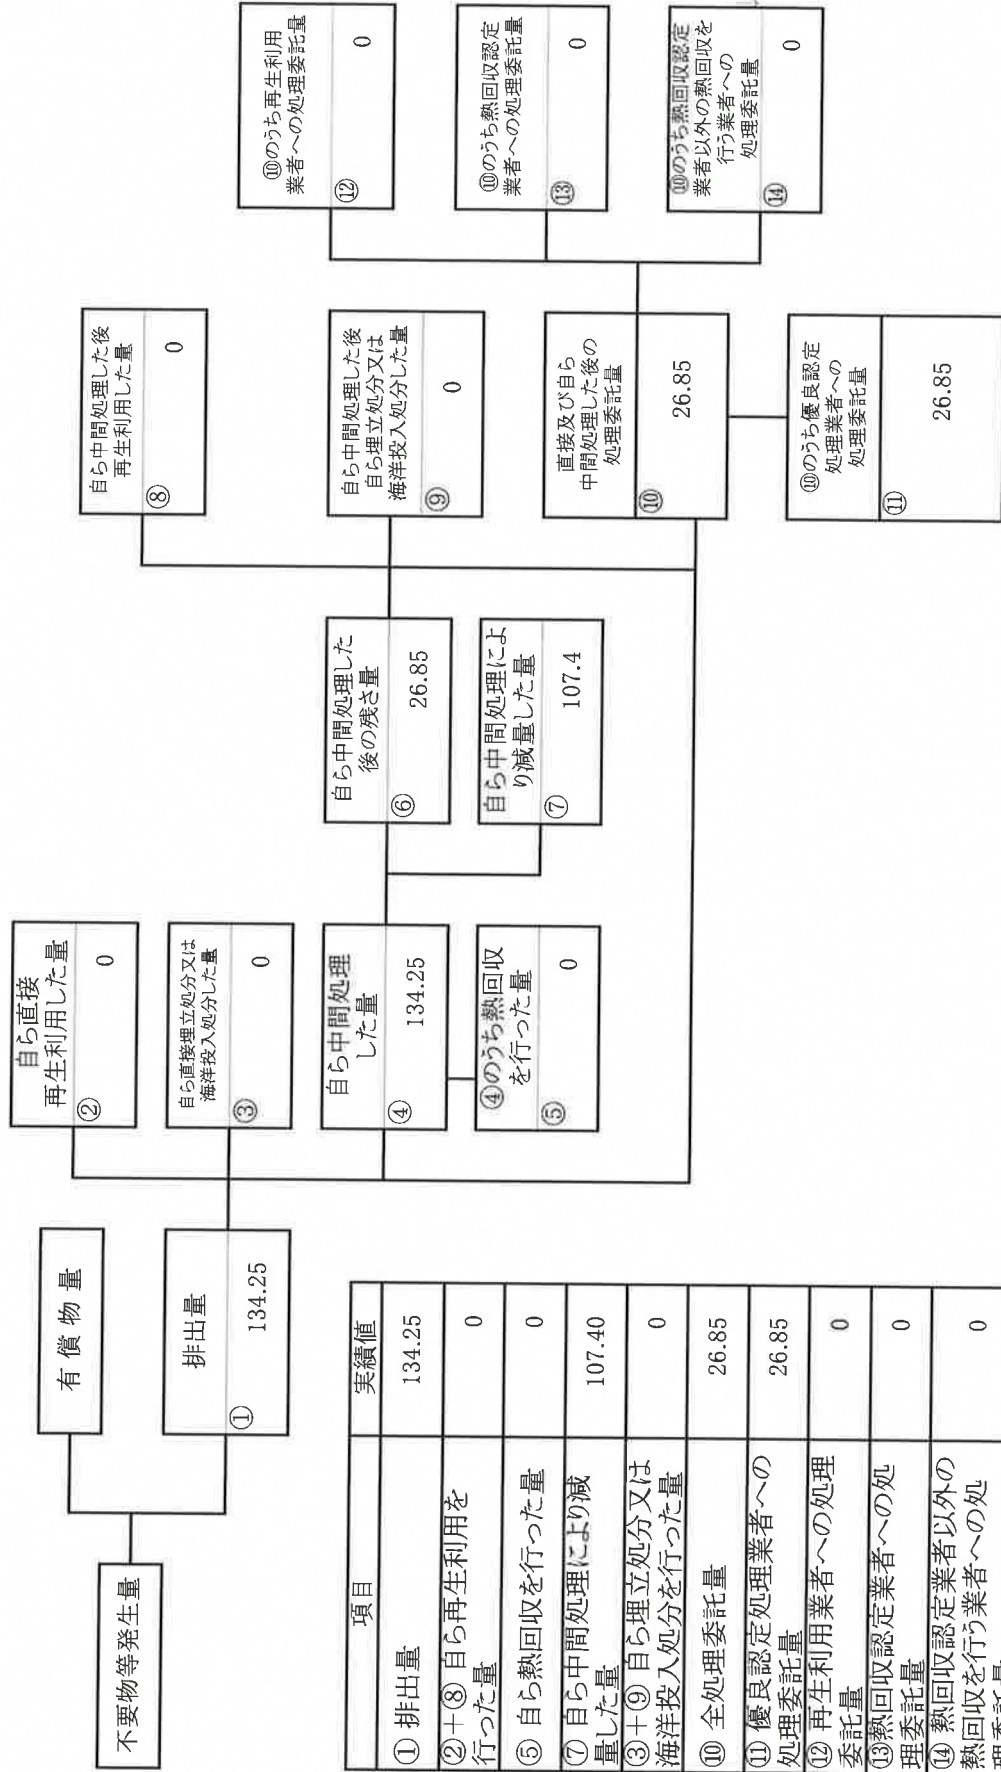 不要物等発生量
有償物量
排出量
①
134.25
自ら直接
再生利用した量
②
0
自ら直接埋立処分又は
海洋投入処分した量
③
0
自ら中間処理
した量
④
134.25
④のうち熱回収
を行った量
⑤
0
自ら中間処理した
後の残さ量
⑥
26.85
自ら中間処理によ
り減量した量
⑦
107.4
自ら中間処理した後
再生利用した量
⑧
0
自ら中間処理した後
自ら埋立処分又は
海洋投入処分した量
⑨
0
直接及び自ら
中間処理した後の
処理委託量
⑩
26.85
⑩のうち優良認定
処理業者への
処理委託量
⑪
26.85
⑩のうち再生利用
業者への処理委託量
⑫
0
⑩のうち熱回収認定
業者への処理委託量
⑬
0
⑩のうち熱回収認定
業者以外の熱回収を
行う業者への
処理委託量
⑭
0
項目 実績値
① 排出量 134.25
②+⑧ 自ら再生利用を
行った量 0
⑤ 自ら熱回収を行った量 0
⑦ 自ら中間処理により減
量した量 107.40
③+⑨ 自ら埋立処分又は
海洋投入処分を行った量 0
⑩ 全処理委託量 26.85
⑪ 優良認定処理業者への
処理委託量 26.85
⑫ 再生利用業者への処理
委託量 0
⑬熱回収認定業者への処
理委託量 0
⑭ 熱回収認定業者以外の
熱回収を行う業者への処
理委託量 0